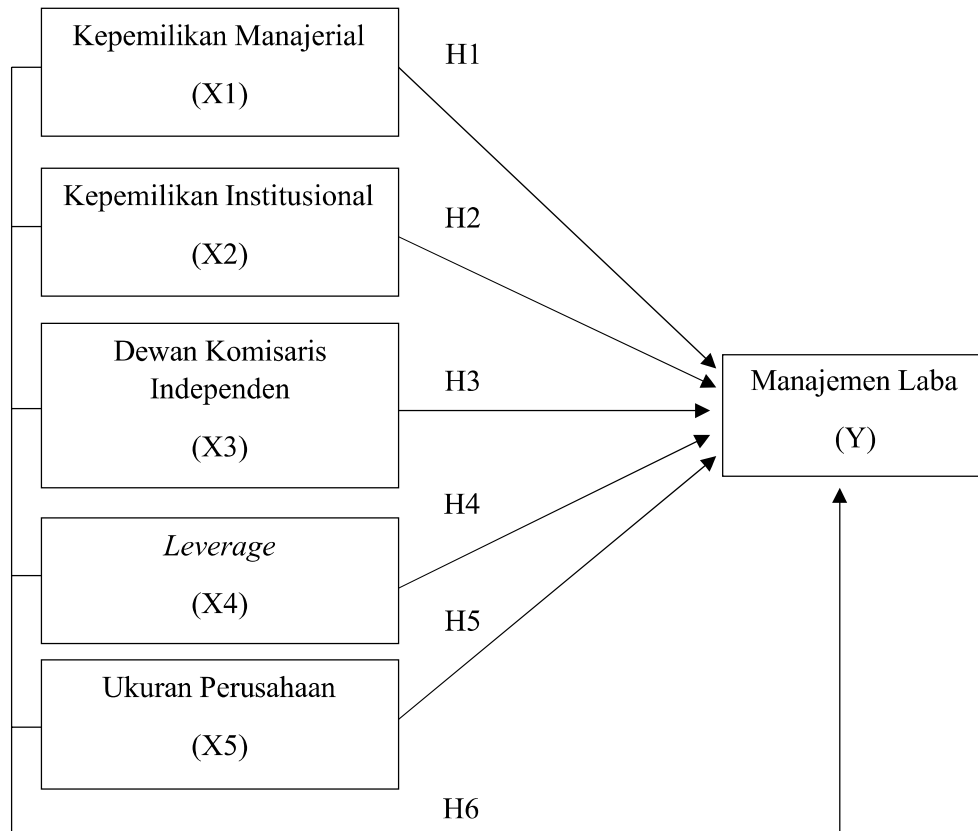 Kepemilikan Manajerial
(X1)
H1
Kepemilikan Institusional
(X2)
H2
Dewan Komisaris
Independen
(X3)
H3
Manajemen Laba
(Y)
Leverage
(X4)
H4
Ukuran Perusahaan
(X5)
H5
H6